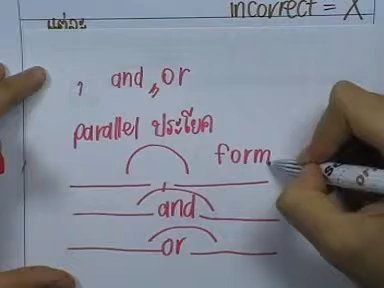 incorrect = X
แต่ละ
, and ,, or
parallel ประโยค
form
,
and
or